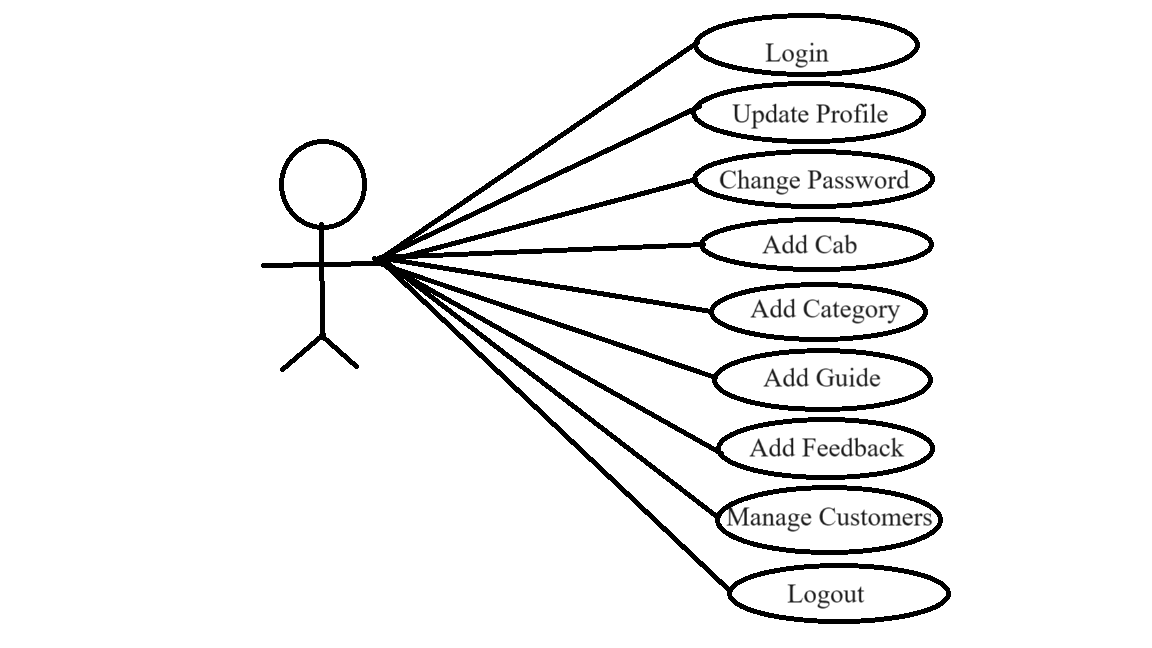 Login
Update Profile
Change Password
Add Cab
Add Category
Add Guide
Add Feedback
Manage Customers
Logout